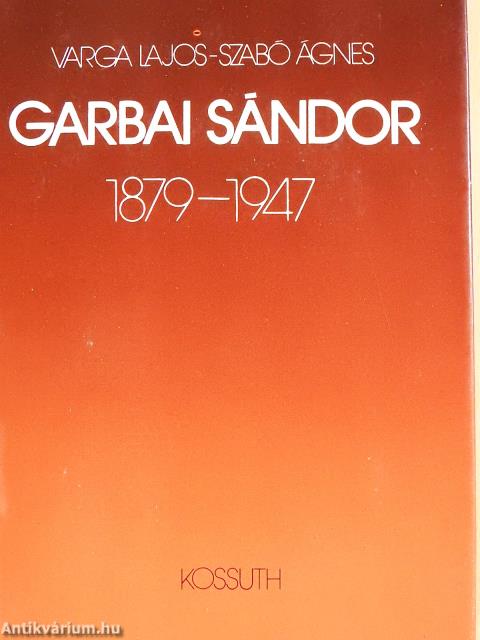 VARGA LAJOS-SZABÓ ÁGNES
GARBAI SÁNDOR
1879-1947
KOSSUTH
Antikvárium.hu